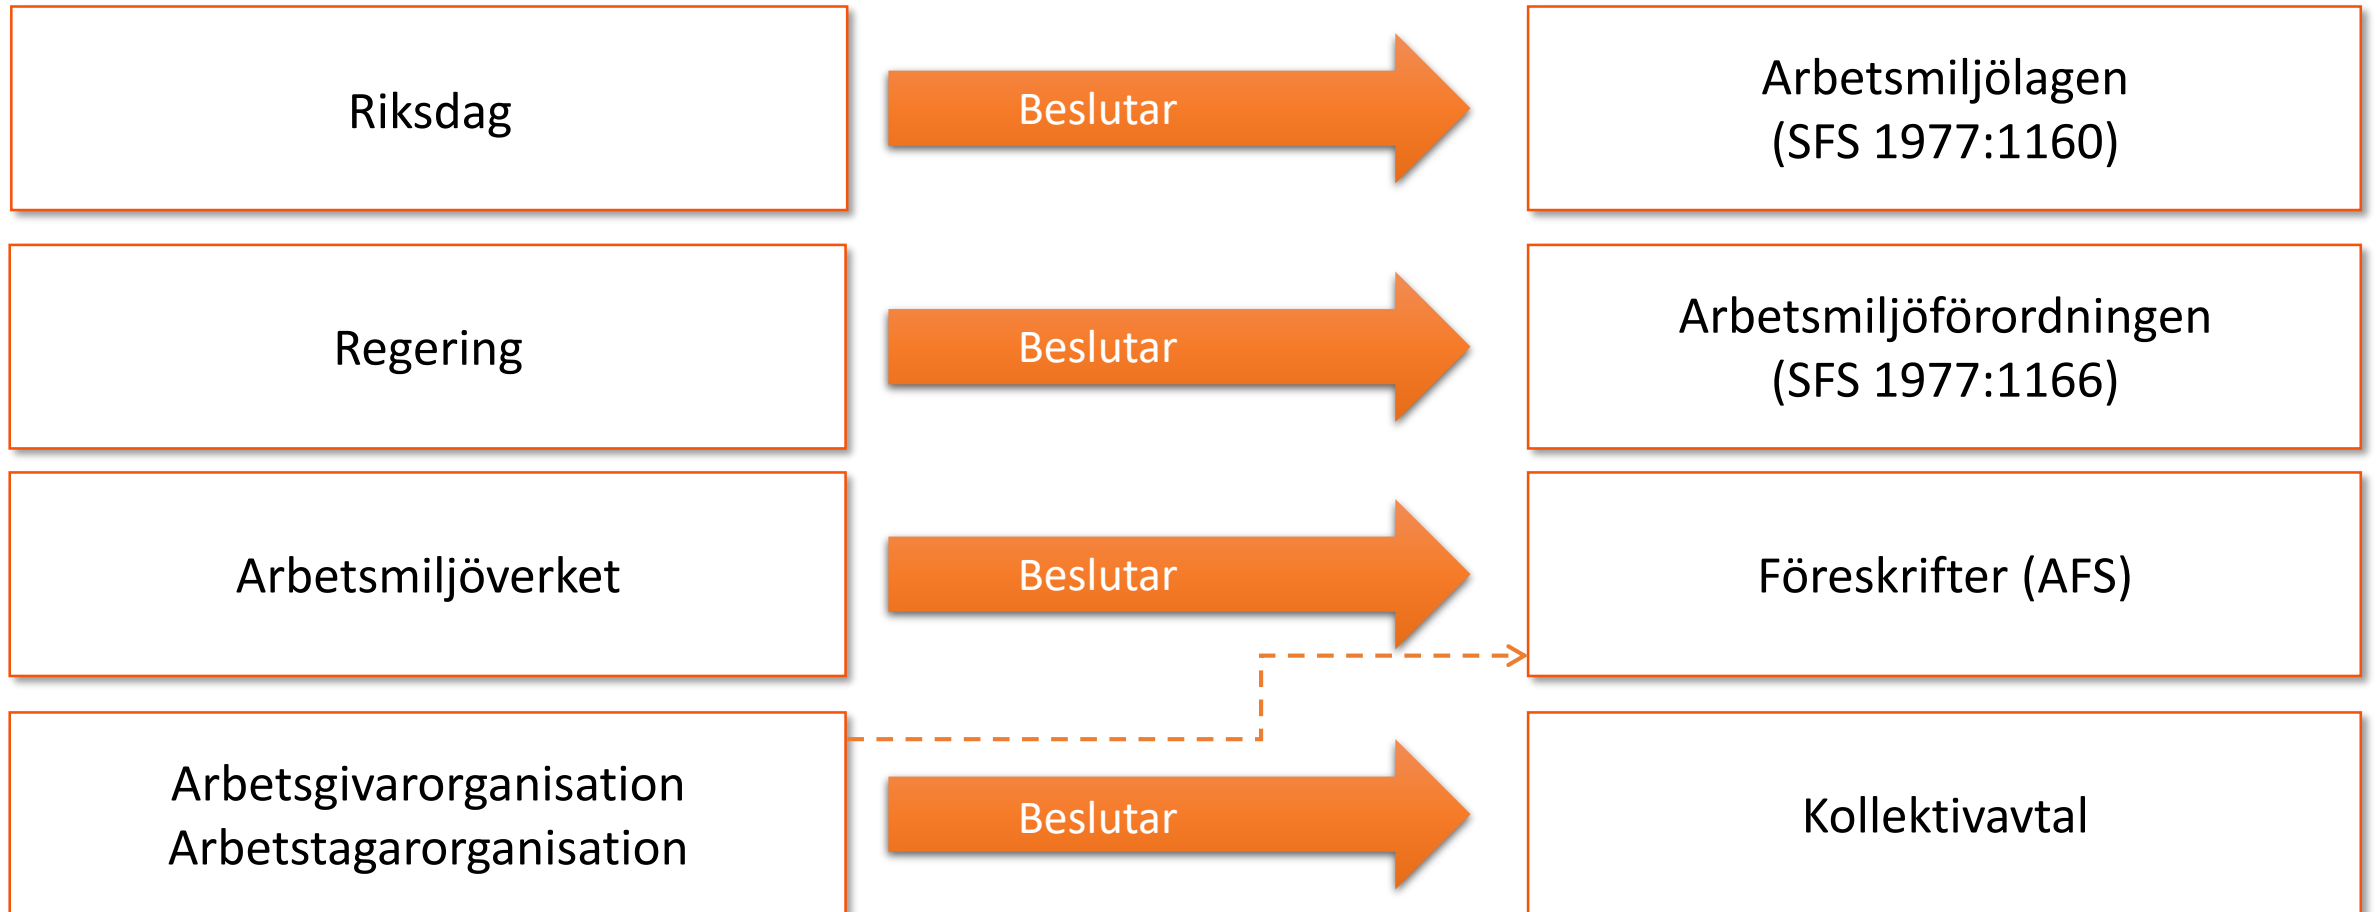 Riksdag
Beslutar
Arbetsmiljölagen
(SFS 1977:1160)
Regering
Beslutar
Arbetsmiljöförordningen
(SFS 1977:1166)
Arbetsmiljöverket
Beslutar
Föreskrifter (AFS)
Arbetsgivarorganisation
Arbetstagarorganisation
Beslutar
Kollektivavtal